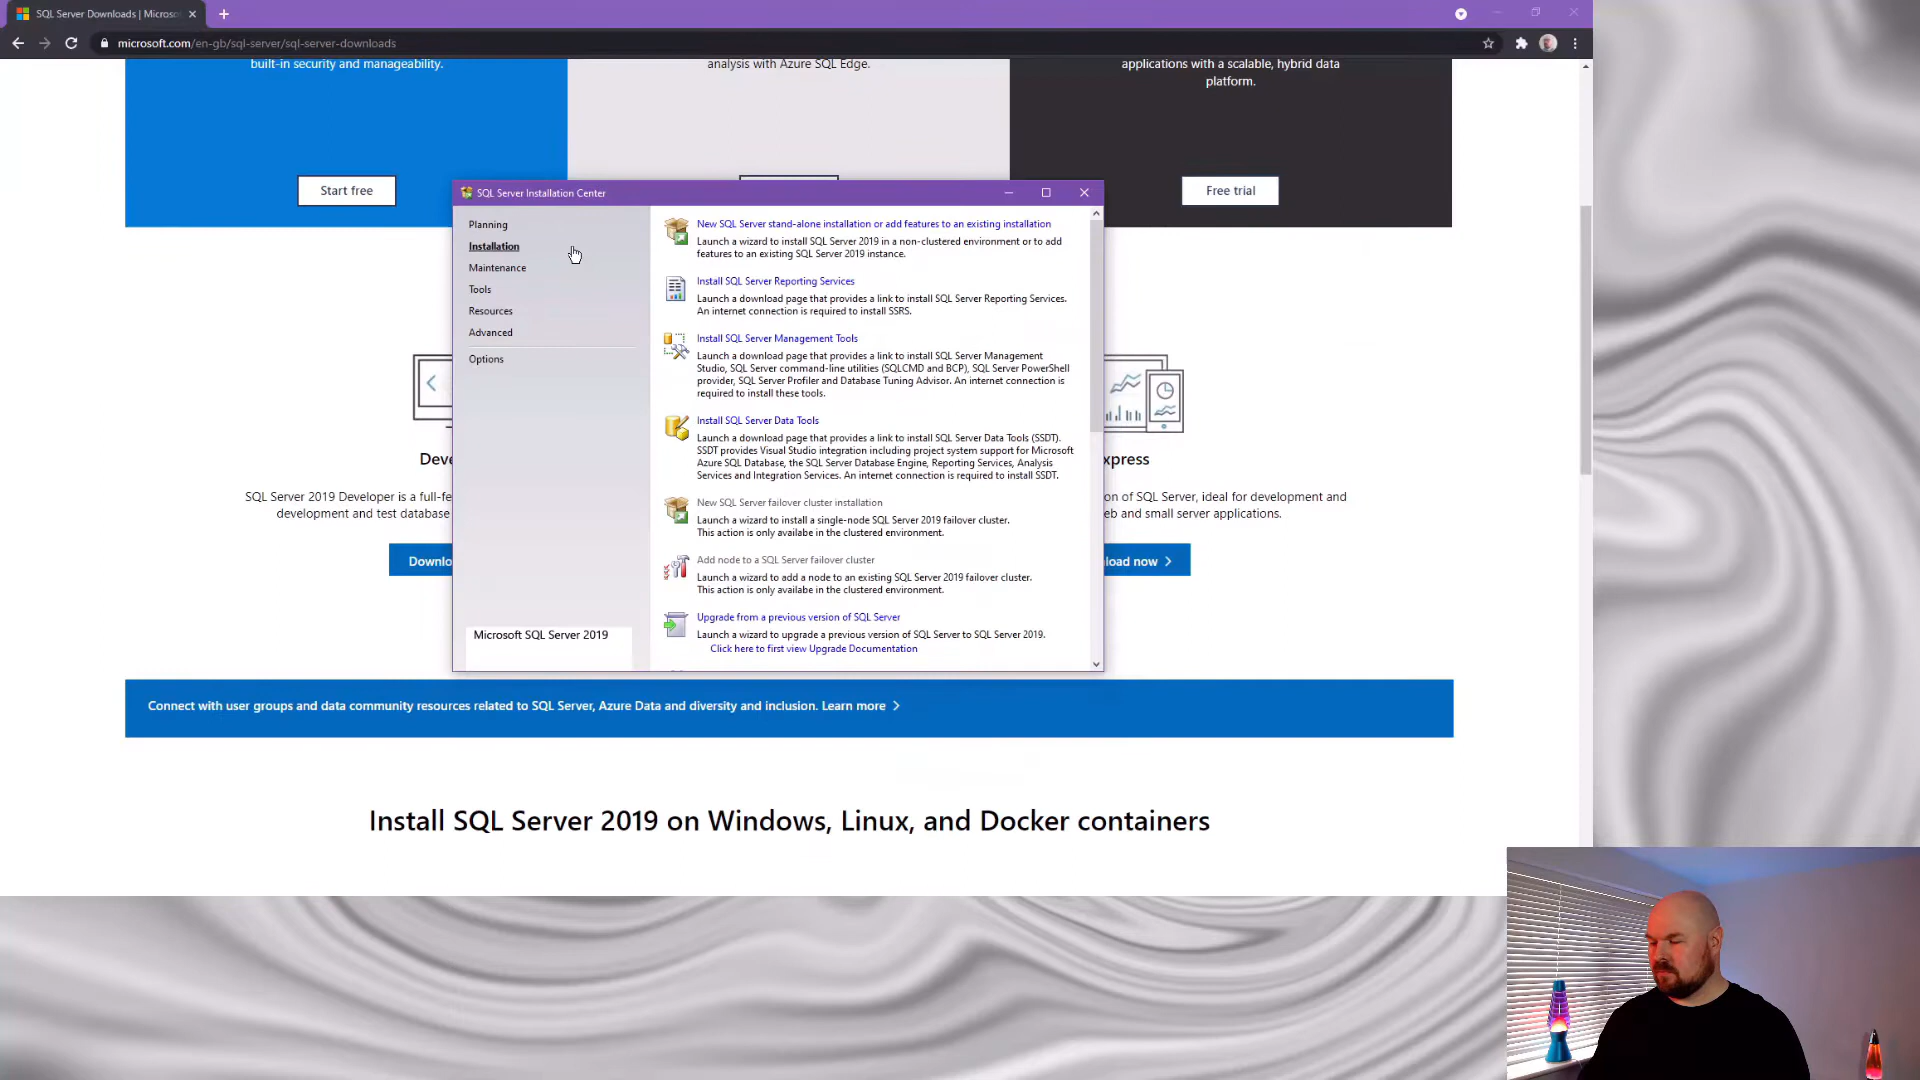 SQL Server Downloads | Microso
microsoft.com/en-gb/sql-server/sql-server-downloads
built-in security and manageability.
analysis with Azure SQL Edge.
applications with a scalable, hybrid data
platform.
Start free
Free trial
SQL Server Installation Center
Planning
Installation
Maintenance
Tools
Resources
Advanced
Options
Microsoft SQL Server 2019
New SQL Server stand-alone installation or add features to an existing installation
Launch a wizard to install SQL Server 2019 in a non-clustered environment or to add
features to an existing SQL Server 2019 instance.
Install SQL Server Reporting Services
Launch a download page that provides a link to install SQL Server Reporting Services.
An internet connection is required to install SSRS.
Install SQL Server Management Tools
Launch a download page that provides a link to install SQL Server Management
Studio, SQL Server command-line utilities (SQLCMD and BCP), SQL Server PowerShell
provider, SQL Server Profiler and Database Tuning Advisor. An internet connection is
required to install these tools.
Install SQL Server Data Tools
Launch a download page that provides a link to install SQL Server Data Tools (SSDT).
SSDT provides Visual Studio integration including project system support for Microsoft
Azure SQL Database, the SQL Server Database Engine, Reporting Services, Analysis
Services and Integration Services. An internet connection is required to install SSDT.
New SQL Server failover cluster installation
Launch a wizard to install a single-node SQL Server 2019 failover cluster.
This action is only availabe in the clustered environment.
Add node to a SQL Server failover cluster
Launch a wizard to add a node to an existing SQL Server 2019 failover cluster.
This action is only availabe in the clustered environment.
Upgrade from a previous version of SQL Server
Launch a wizard to upgrade a previous version of SQL Server to SQL Server 2019.
Click here to first view Upgrade Documentation
Deve
SQL Server 2019 Developer is a full-fe
development and test database
Downlo
xpress
on of SQL Server, ideal for development and
eb and small server applications.
load now
Connect with user groups and data community resources related to SQL Server, Azure Data and diversity and inclusion. Learn more
Install SQL Server 2019 on Windows, Linux, and Docker containers